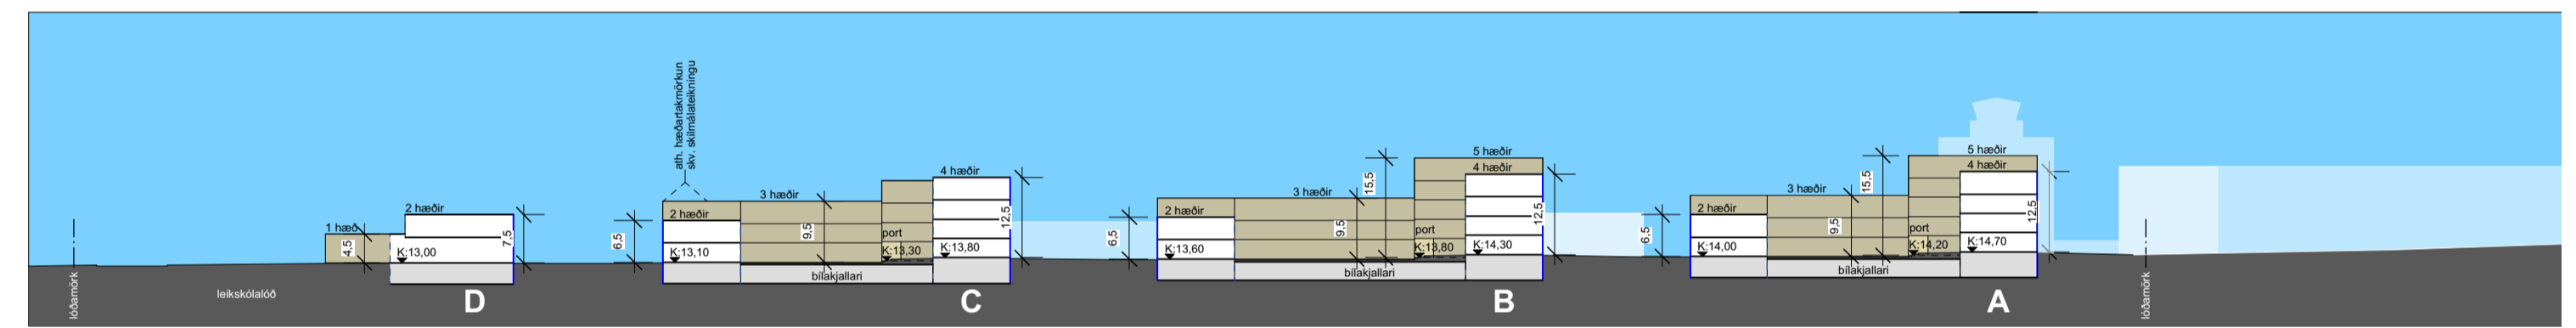 lóðamörk
leikskólalóð
1 hæð
4,5
2 hæðir
K:13,00
7,5
D
ath. hæðartakmörkun
skv. skilmálateikningu
6,5
2 hæðir
K:13,10
3 hæðir
9,5
port
K:13,30
4 hæðir
K:13,80
12,5
bílakjallari
C
6,5
2 hæðir
K:13,60
3 hæðir
9,5
15,5
port
K:13,80
5 hæðir
4 hæðir
K:14,30
12,5
bílakjallari
B
6,5
2 hæðir
K:14,00
3 hæðir
9,5
15,5
port
K:14,20
5 hæðir
4 hæðir
K:14,70
12,5
bílakjallari
A
lóðamörk